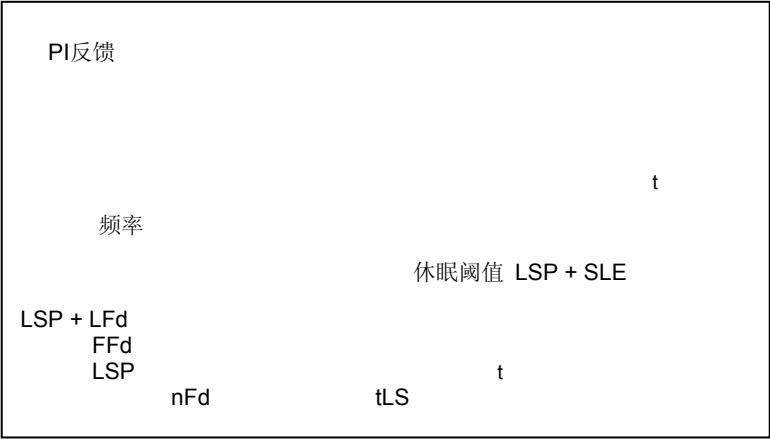 PI反馈
t
频率
休眠阈值 LSP + SLE
LSP + LFd
FFd
LSP t
nFd tLS